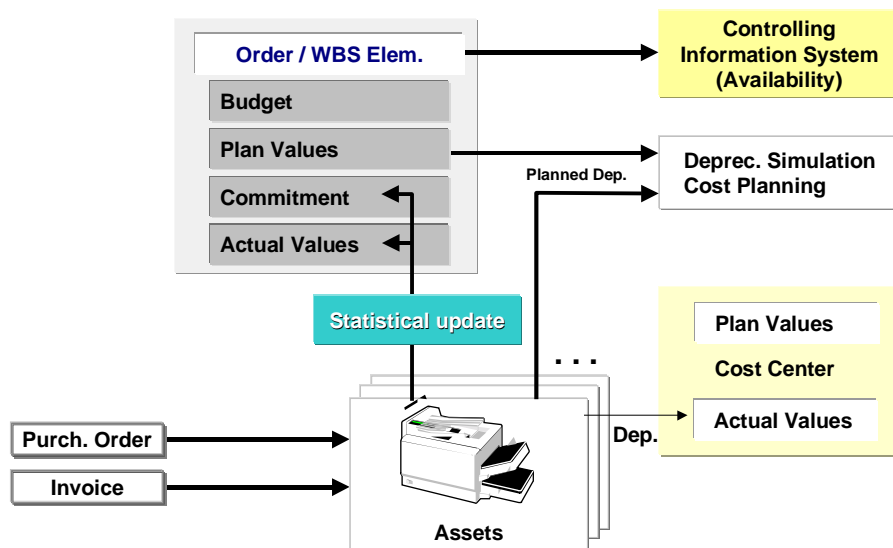 Order / WBS Elem.
Budget
Plan Values
Commitment
Actual Values
Controlling
Information System
(Availability)
Deprec. Simulation
Cost Planning
Planned Dep.
Statistical update
. . .
Plan Values
Cost Center
Actual Values
Dep.
Purch. Order
Invoice
Assets